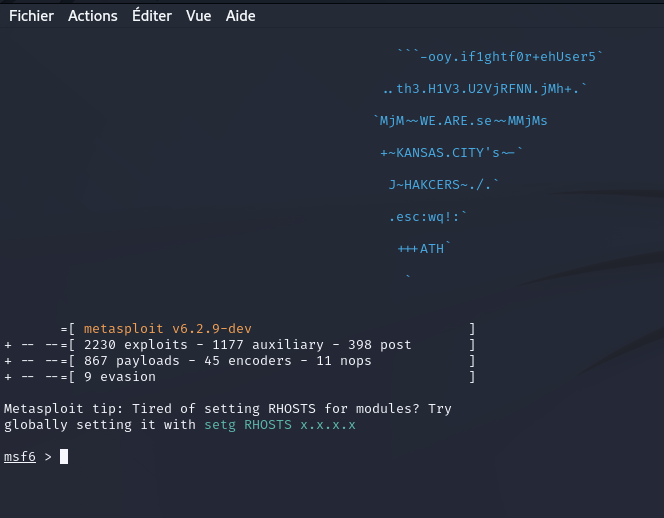 Fichier Actions Éditer Vue Aide
```-ooy.if1ghtf0r+ehUser5`
..th3.H1V3.U2VjRFNN.jMh+.`
`MjM~~WE.ARE.se~~MMjMs
+~KANSAS.CITY's~-`
J~HAKCERS~./.`
.esc:wq!:`
+++ATH`
`
=[ metasploit v6.2.9-dev ]
+ -- --=[ 2230 exploits - 1177 auxiliary - 398 post ]
+ -- --=[ 867 payloads - 45 encoders - 11 nops ]
+ -- --=[ 9 evasion ]
Metasploit tip: Tired of setting RHOSTS for modules? Try
globally setting it with setg RHOSTS x.x.x.x
msf6 >